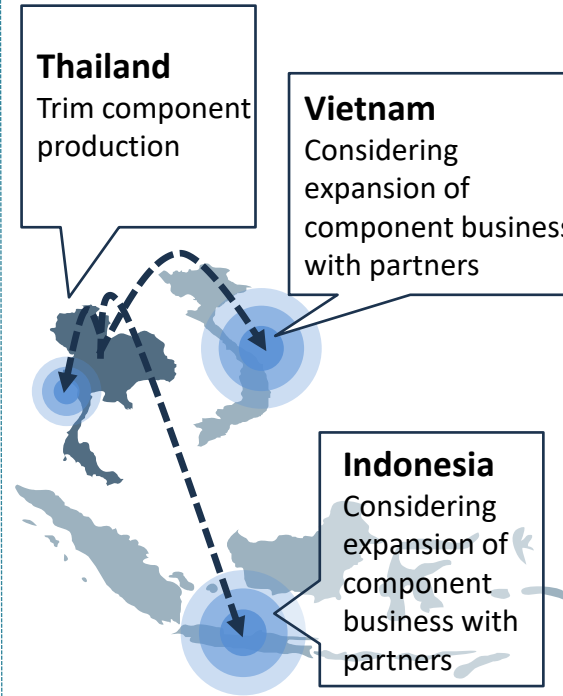 Thailand
Trim component
production
Vietnam
Considering
expansion of
component business
with partners
Indonesia
Considering
expansion of
component
business with
partners